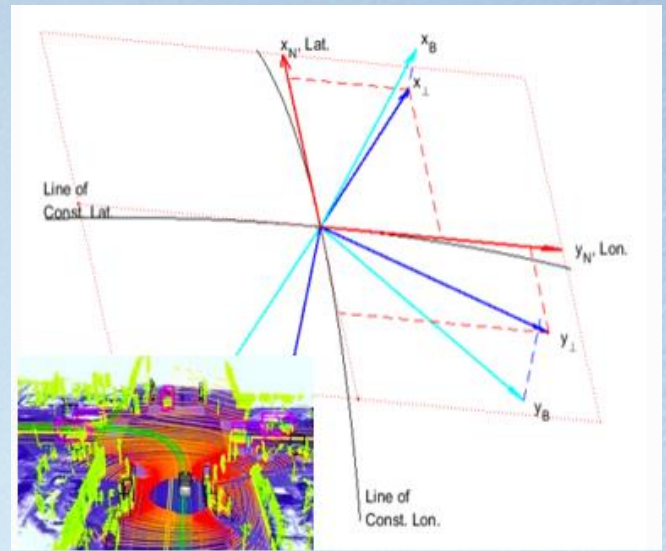 x_N, Lat.
x_B
x_⊥
Line of
Const. Lat.
y_N, Lon.
y_⊥
y_B
Line of
Const. Lon.